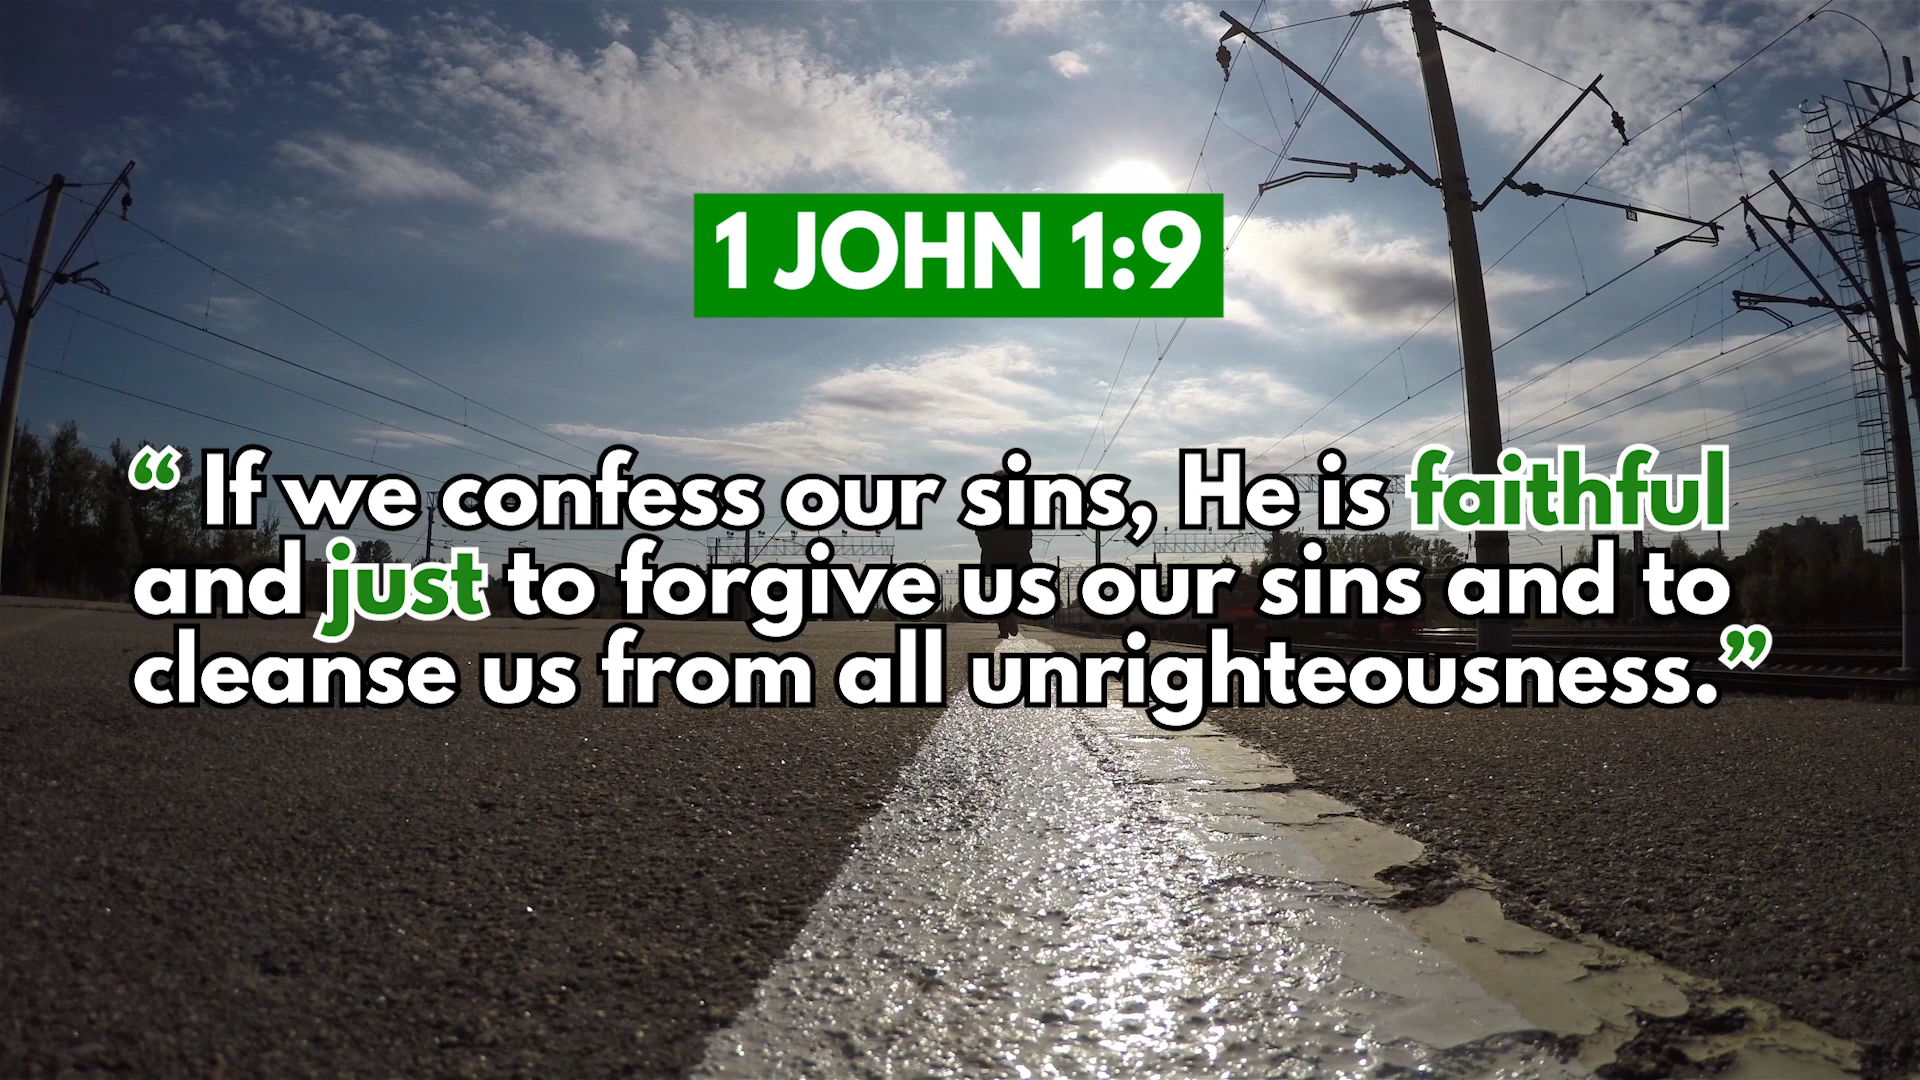 1 JOHN 1:9
“ If we confess our sins, He is faithful
and just to forgive us our sins and to
cleanse us from all unrighteousness.”